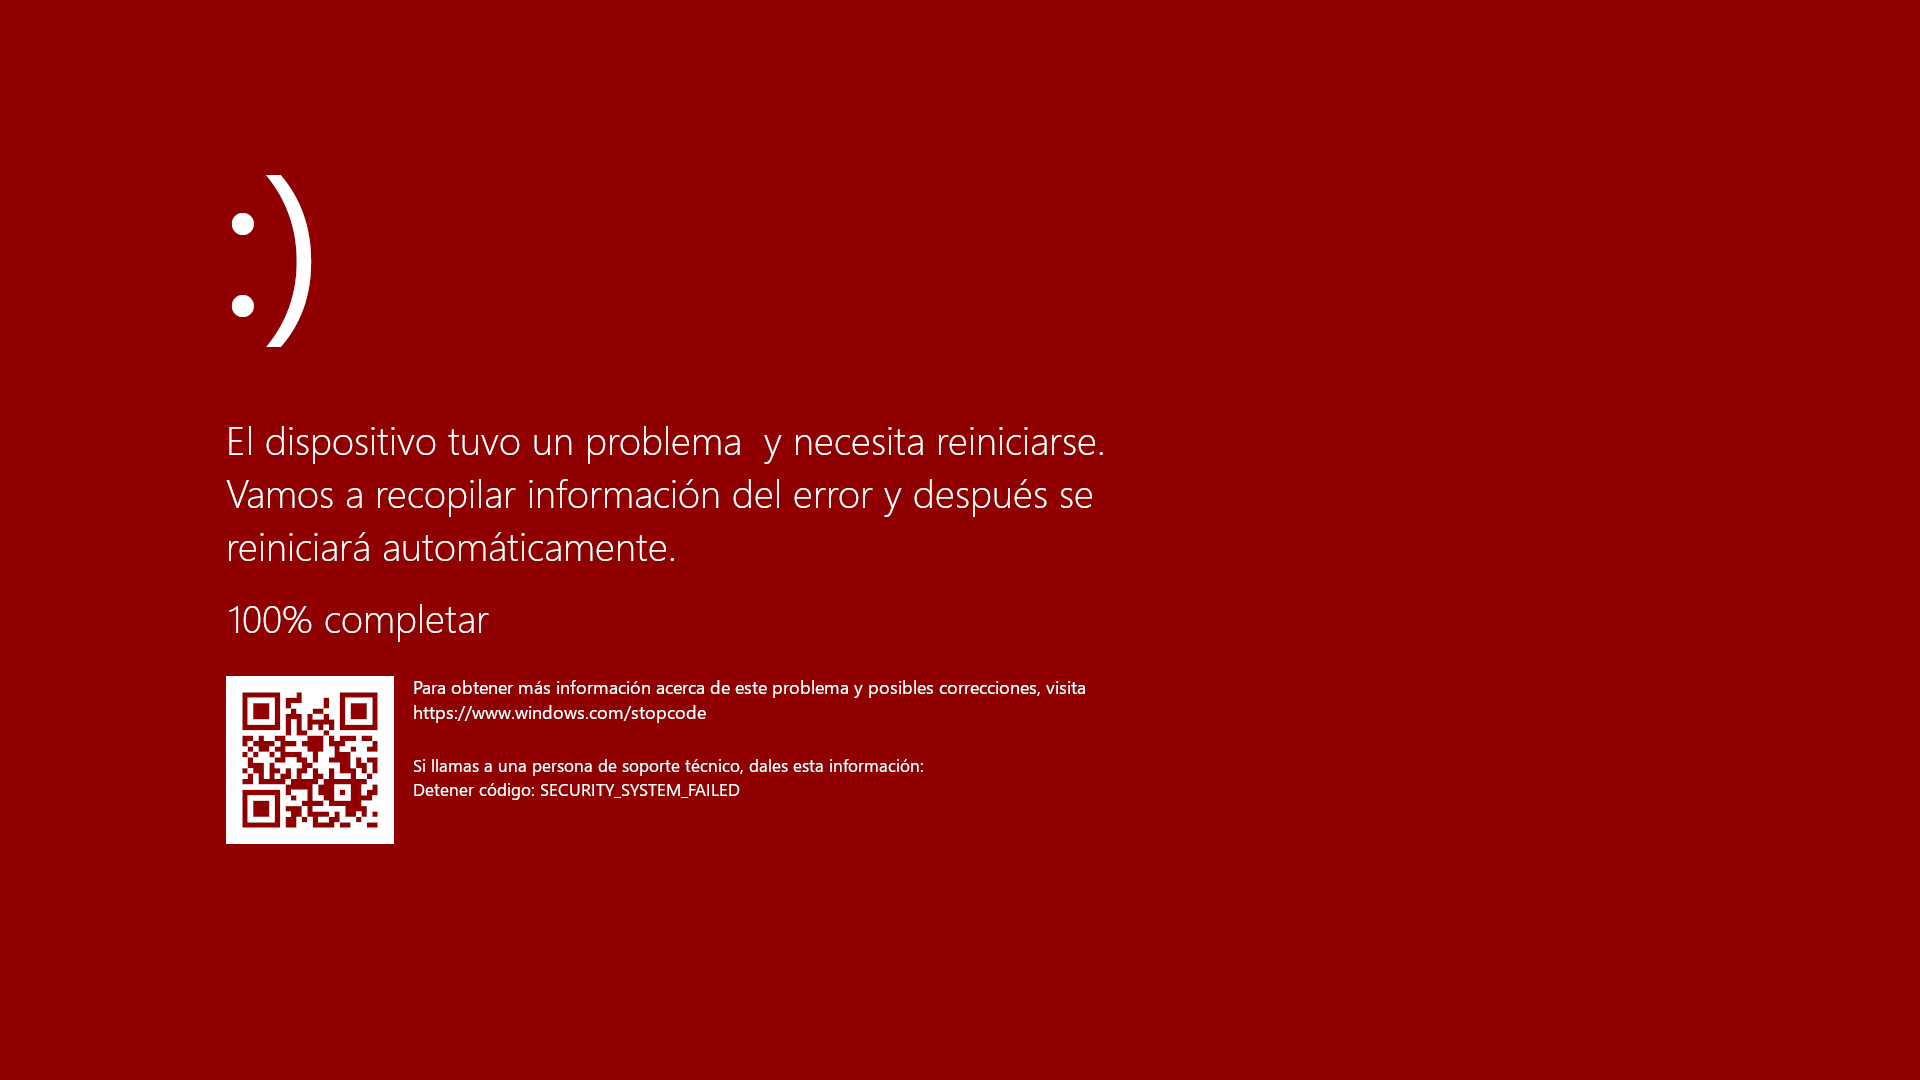 :)
El dispositivo tuvo un problema  y necesita reiniciarse.
Vamos a recopilar información del error y después se
reiniciará automáticamente.
100% completar
Para obtener más información acerca de este problema y posibles correcciones, visita
https://www.windows.com/stopcode
Si llamas a una persona de soporte técnico, dales esta información:
Detener código: SECURITY_SYSTEM_FAILED